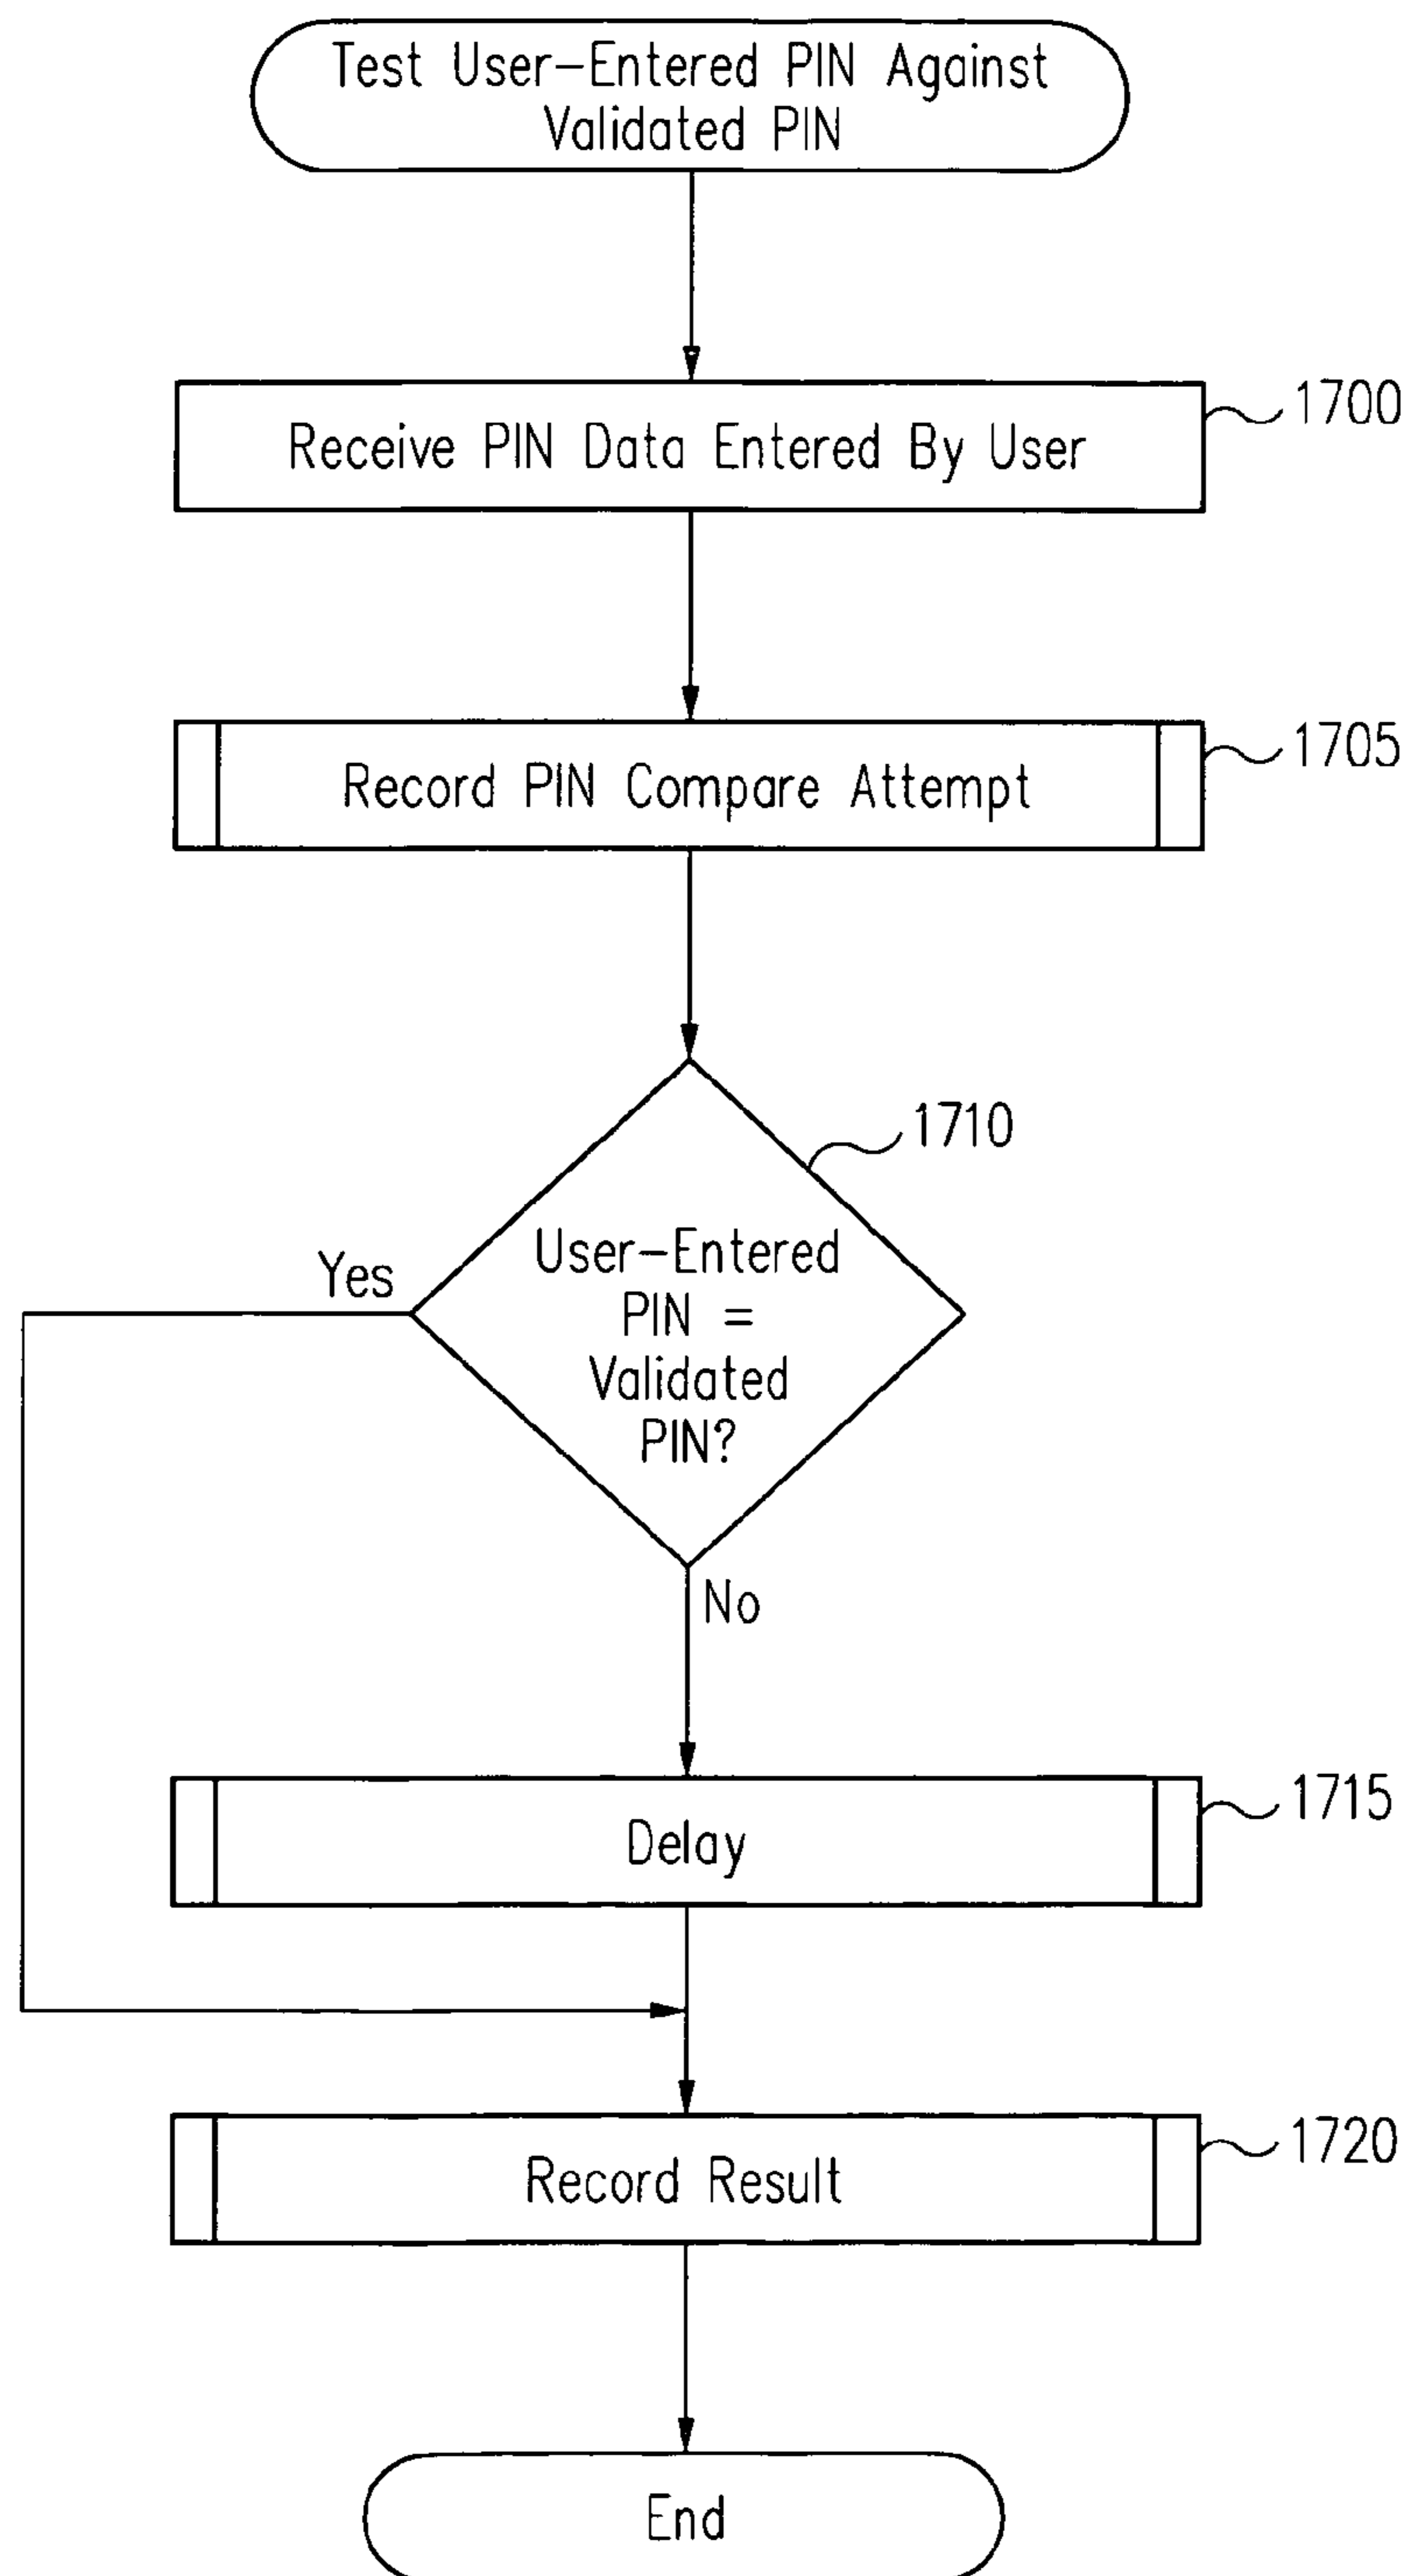 Test User-Entered PIN Against
Validated PIN
Receive PIN Data Entered By User
1700
Record PIN Compare Attempt
1705
1710
User-Entered
PIN =
Validated
PIN?
Yes
No
Delay
1715
Record Result
1720
End